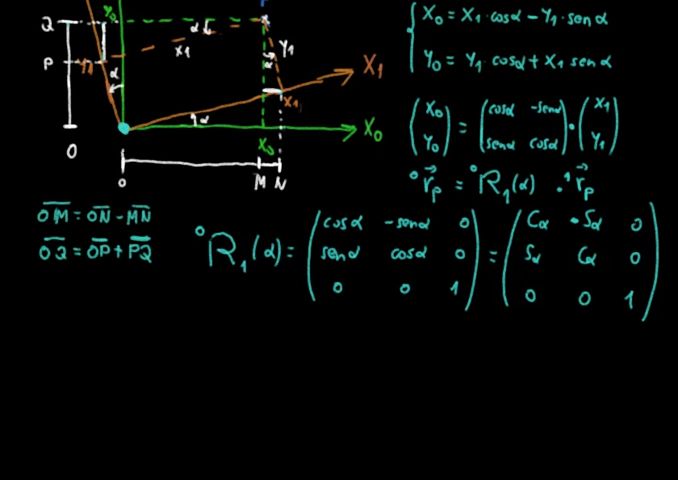 Q
P
O
Y₀
α
x₁
Y₁
α
α
x₁
X₁
α
X₀
X₀
O
M N
X₀ = X₁ · cosα − Y₁ · senα
Y₀ = Y₁ · cosα + X₁ senα
(X₀ Y₀) = (cosα -senα senα cosα) · (X₁ Y₁)
⁰r⃗p = ⁰R₁(α) · ¹r⃗p
OM = ON − MN
OQ = OP + PQ
⁰R₁(α) = (cosα -senα 0 senα cosα 0 0 0 1) = (Cα -Sα 0 Sα Cα 0 0 0 1)